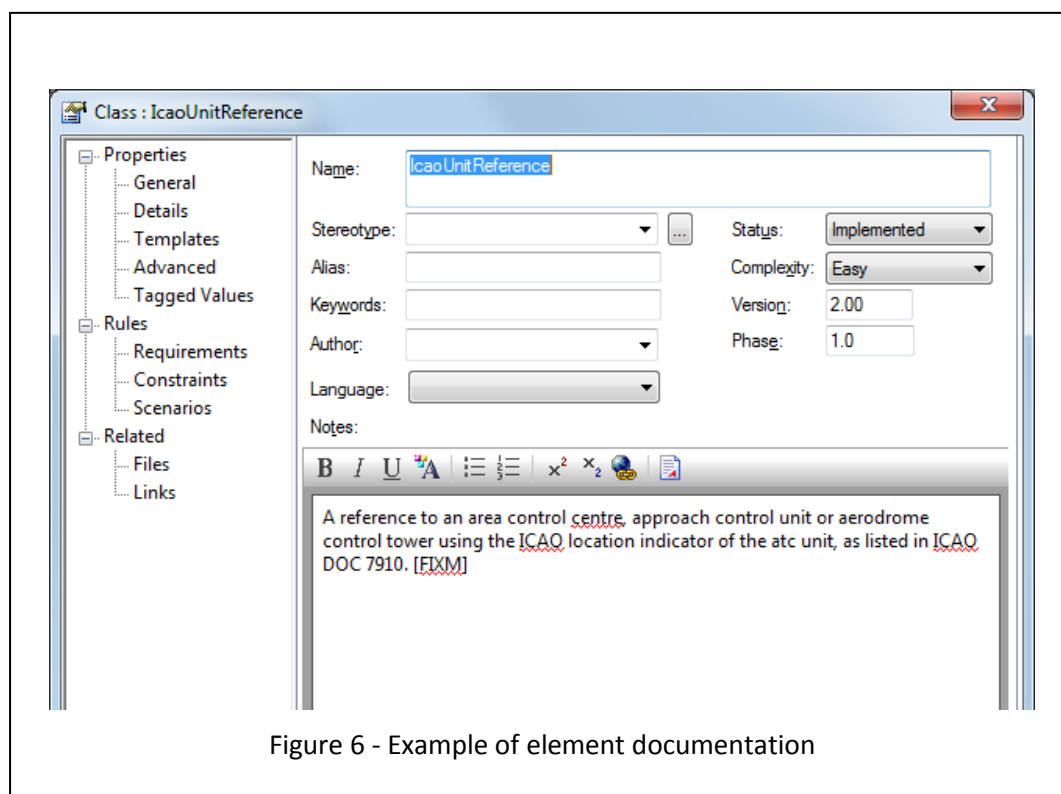 Class : IcaoUnitReference
Properties
General
Details
Templates
Advanced
Tagged Values
Rules
Requirements
Constraints
Scenarios
Related
Files
Links
Name: IcaoUnitReference
Stereotype: ... Status: Implemented
Alias: Complexity: Easy
Keywords: Version: 2.00
Author: Phase: 1.0
Language:
Notes:
B I U A x² x₂
A reference to an area control centre, approach control unit or aerodrome
control tower using the ICAO location indicator of the atc unit, as listed in ICAO
DOC 7910. [FIXM]
Figure 6 - Example of element documentation